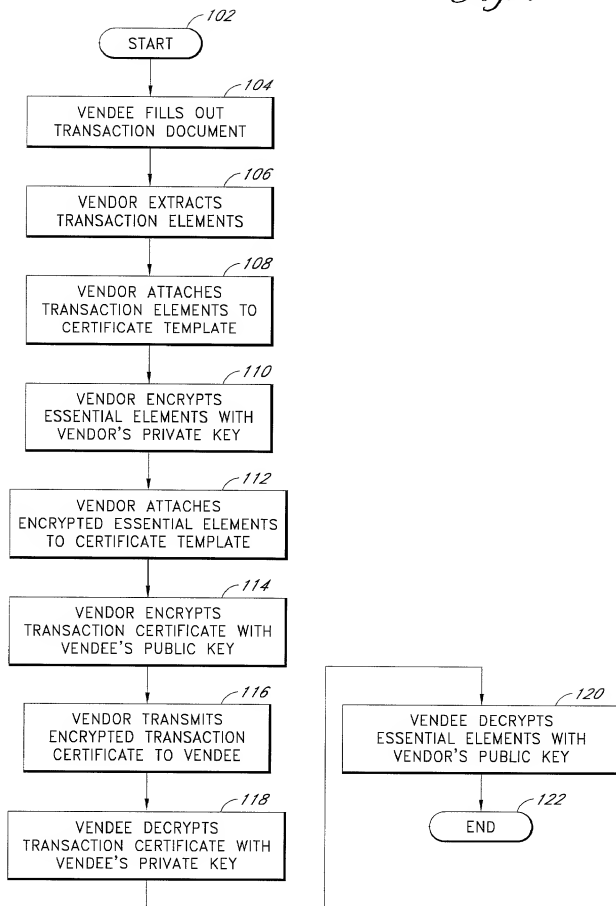 102
START
104
VENDEE FILLS OUT
TRANSACTION DOCUMENT
106
VENDOR EXTRACTS
TRANSACTION ELEMENTS
108
VENDOR ATTACHES
TRANSACTION ELEMENTS TO
CERTIFICATE TEMPLATE
110
VENDOR ENCRYPTS
ESSENTIAL ELEMENTS WITH
VENDOR'S PRIVATE KEY
112
VENDOR ATTACHES
ENCRYPTED ESSENTIAL ELEMENTS
TO CERTIFICATE TEMPLATE
114
VENDOR ENCRYPTS
TRANSACTION CERTIFICATE WITH
VENDEE'S PUBLIC KEY
116
VENDOR TRANSMITS
ENCRYPTED TRANSACTION
CERTIFICATE TO VENDEE
118
VENDEE DECRYPTS
TRANSACTION CERTIFICATE WITH
VENDEE'S PRIVATE KEY
120
VENDEE DECRYPTS
ESSENTIAL ELEMENTS WITH
VENDOR'S PUBLIC KEY
122
END